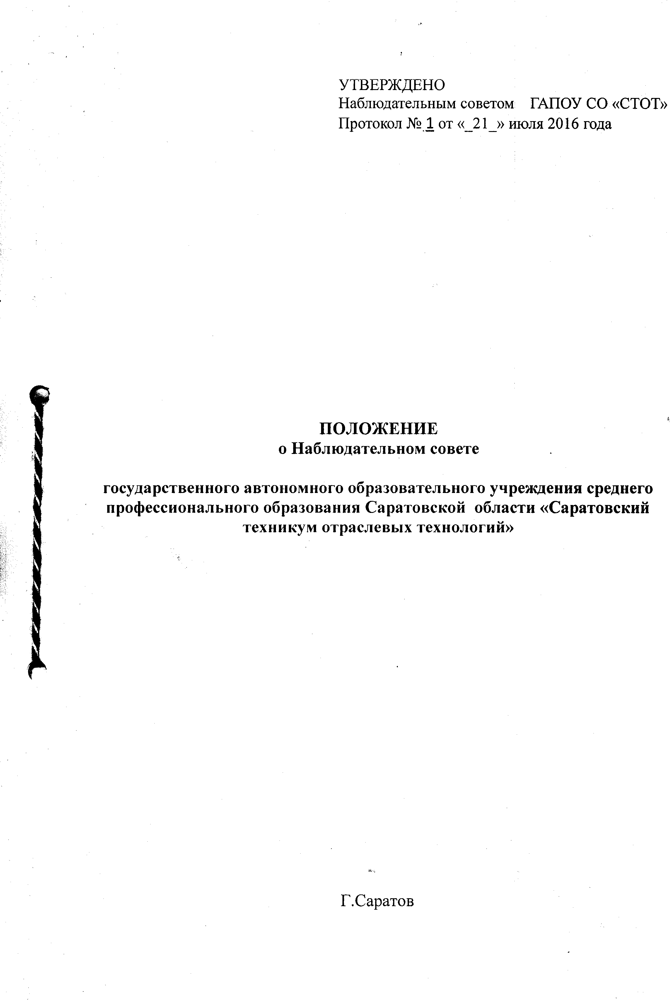 УТВЕРЖДЕНО
Наблюдательным советом ГАПОУ СО «СТОТ»
Протокол № 1 от «_21_» июля 2016 года
ПОЛОЖЕНИЕ
о Наблюдательном совете
государственного автономного образовательного учреждения среднего
профессионального образования Саратовской области «Саратовский
техникум отраслевых технологий»
Г.Саратов